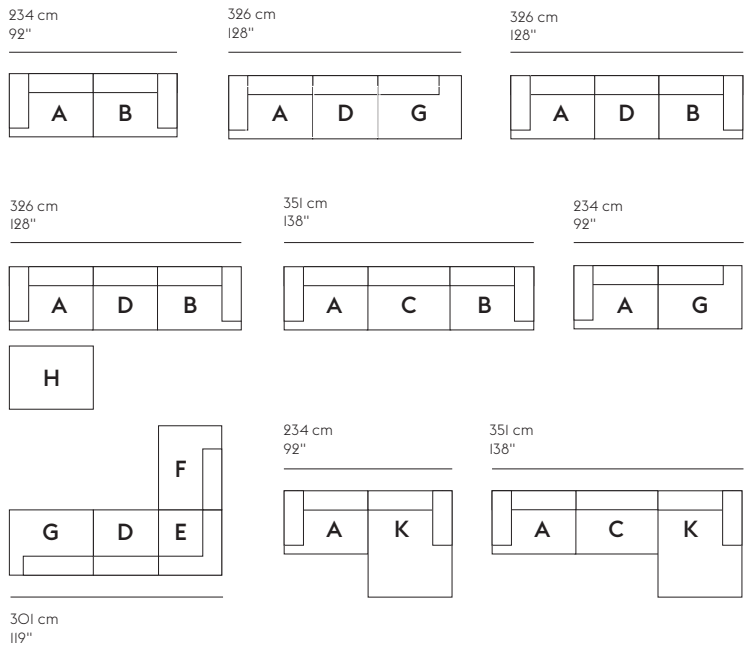 234 cm
92"
326 cm
128"
326 cm
128"
A B
A D G
A D B
326 cm
128"
351 cm
138"
234 cm
92"
A D B
A C B
A G
H
234 cm
92"
351 cm
138"
F
G D E
A K
A C K
301 cm
119"